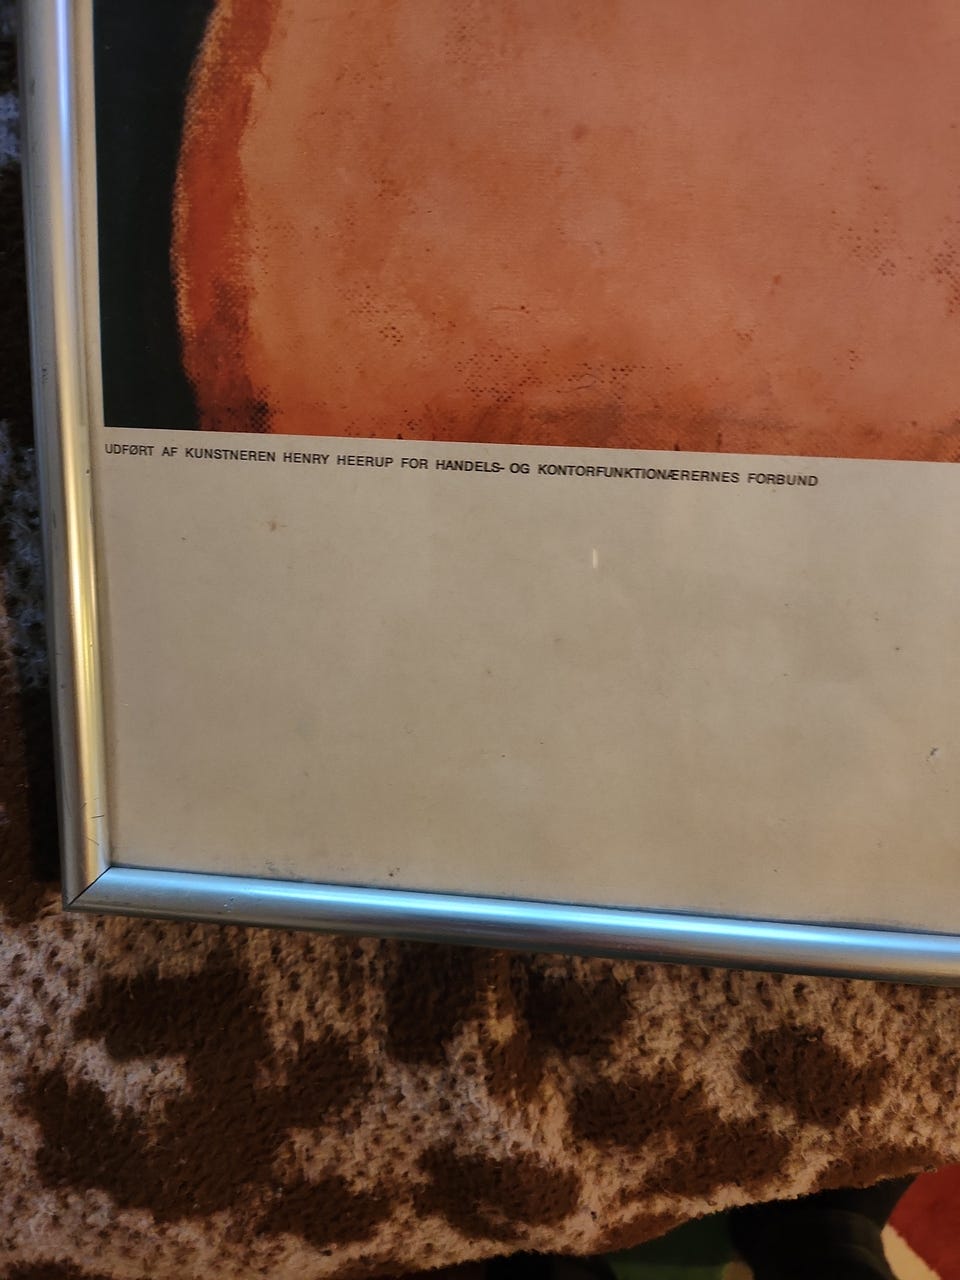 UDFØRT AF KUNSTNEREN HENRY HEERUP FOR HANDELS- OG KONTORFUNKTIONÆRERNES FORBUND